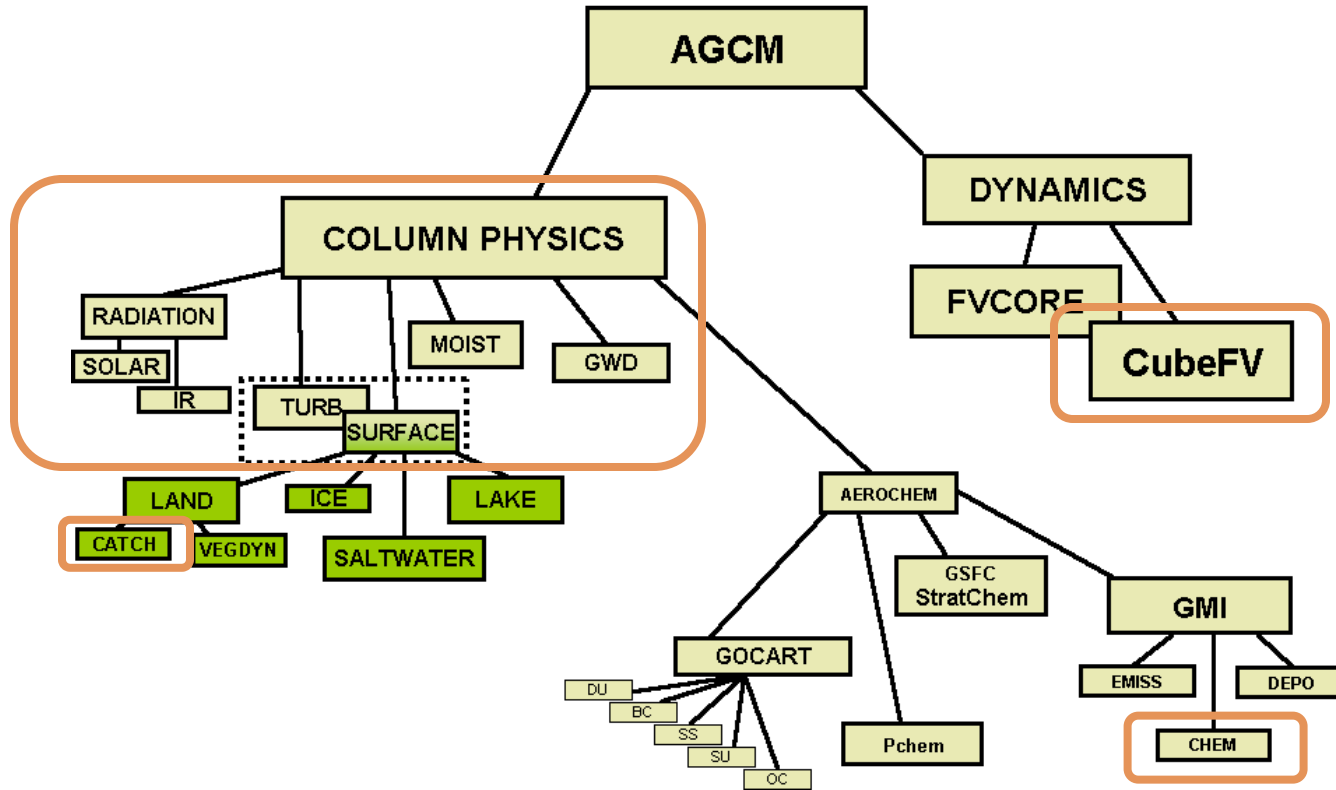 AGCM
DYNAMICS
COLUMN PHYSICS
FVCORE
CubeFV
RADIATION
MOIST
GWD
SOLAR
IR
TURB
SURFACE
LAND
ICE
LAKE
CATCH
VEGDYN
SALTWATER
AEROCHEM
GSFC
StratChem
GMI
GOCART
EMISS
DEPO
DU
BC
SS
SU
OC
Pchem
CHEM